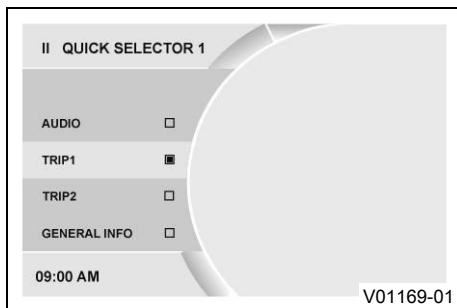 II QUICK SELECTOR 1
AUDIO
TRIP1
TRIP2
GENERAL INFO
09:00 AM
V01169-01